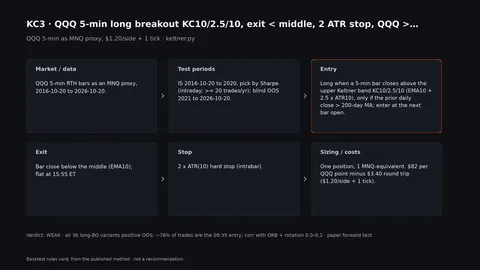 KC3 · QQQ 5-min long breakout KC10/2.5/10, exit < middle, 2 ATR stop, QQQ >…
QQQ 5-min as MNQ proxy, $1.20/side + 1 tick · keltner.py
Market / data
QQQ 5-min RTH bars as an MNQ proxy,
2016-10-20 to 2026-10-20.
Test periods
IS 2016-10-20 to 2020, pick by Sharpe
(intraday: >= 20 trades/yr); blind OOS
2021 to 2026-10-20.
Entry
Long when a 5-min bar closes above the
upper Keltner band KC10/2.5/10 (EMA10 +
2.5 x ATR10), only if the prior daily
close > 200-day MA; enter at the next
bar open.
Exit
Bar close below the middle (EMA10);
flat at 15:55 ET.
Stop
2 x ATR(10) hard stop (intrabar).
Sizing / costs
One position, 1 MNQ-equivalent. $82 per
QQQ point minus $3.40 round trip
($1.20/side + 1 tick).
Verdict: WEAK · all 36 long-BO variants positive OOS; ~76% of trades are the 09:35 entry; corr with ORB + rotation 0.0–0.2 · paper forward test
Backtest rules card, from the published method · not a recommendation